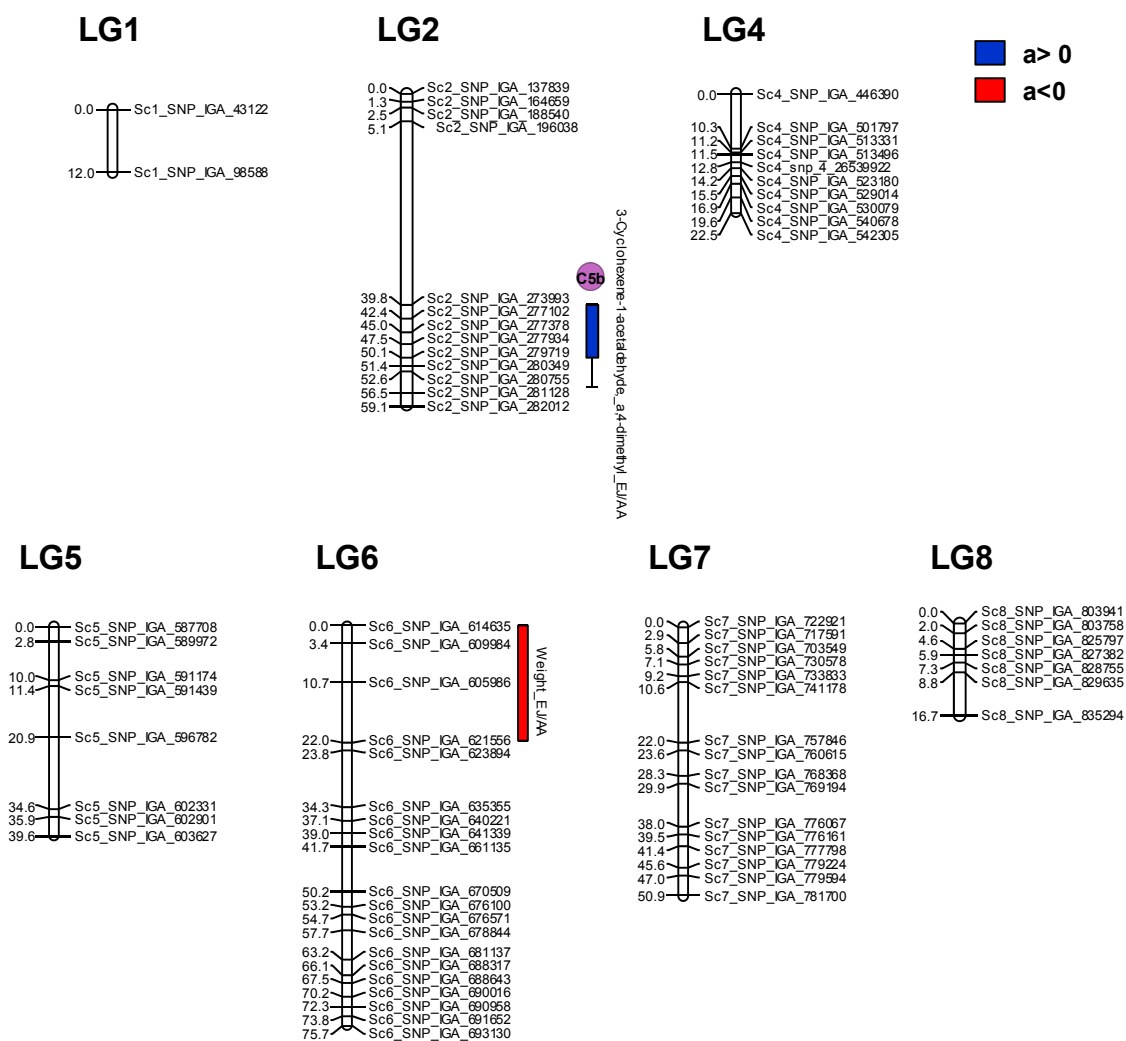 LG1
0.0 Sc1_SNP_IGA_43122
12.0 Sc1_SNP_IGA_98588
LG2
0.0 Sc2_SNP_IGA_137839
1.3 Sc2_SNP_IGA_164659
2.5 Sc2_SNP_IGA_188540
5.1 Sc2_SNP_IGA_196038
39.8 Sc2_SNP_IGA_273993
42.4 Sc2_SNP_IGA_277102
45.0 Sc2_SNP_IGA_277378
47.5 Sc2_SNP_IGA_277934
50.1 Sc2_SNP_IGA_279719
51.4 Sc2_SNP_IGA_280349
52.6 Sc2_SNP_IGA_280755
56.5 Sc2_SNP_IGA_281128
59.1 Sc2_SNP_IGA_282012
C5b
3-Cyclohexene-1-acetaldehyde_a,4-dimethyl_EJ/AA
LG4
0.0 Sc4_SNP_IGA_446390
10.3 Sc4_SNP_IGA_501797
11.2 Sc4_SNP_IGA_513331
11.5 Sc4_SNP_IGA_513496
12.8 Sc4_snp_4_26539922
14.2 Sc4_SNP_IGA_523180
15.5 Sc4_SNP_IGA_529014
16.9 Sc4_SNP_IGA_530079
19.6 Sc4_SNP_IGA_540678
22.5 Sc4_SNP_IGA_542305
a> 0
a<0
LG5
0.0 Sc5_SNP_IGA_587708
2.8 Sc5_SNP_IGA_589972
10.0 Sc5_SNP_IGA_591174
11.4 Sc5_SNP_IGA_591439
20.9 Sc5_SNP_IGA_596782
34.6 Sc5_SNP_IGA_602331
35.9 Sc5_SNP_IGA_602901
39.6 Sc5_SNP_IGA_603627
LG6
0.0 Sc6_SNP_IGA_614635
3.4 Sc6_SNP_IGA_609984
10.7 Sc6_SNP_IGA_605986
22.0 Sc6_SNP_IGA_621556
23.8 Sc6_SNP_IGA_623894
34.3 Sc6_SNP_IGA_635355
37.1 Sc6_SNP_IGA_640221
39.0 Sc6_SNP_IGA_641339
41.7 Sc6_SNP_IGA_661135
50.2 Sc6_SNP_IGA_670509
53.2 Sc6_SNP_IGA_676100
54.7 Sc6_SNP_IGA_676571
57.7 Sc6_SNP_IGA_678844
63.2 Sc6_SNP_IGA_681137
66.1 Sc6_SNP_IGA_688317
67.5 Sc6_SNP_IGA_688643
70.2 Sc6_SNP_IGA_690016
72.3 Sc6_SNP_IGA_690958
73.8 Sc6_SNP_IGA_691652
75.7 Sc6_SNP_IGA_693130
Weight_EJ/AA
LG7
0.0 Sc7_SNP_IGA_722921
2.9 Sc7_SNP_IGA_717591
5.8 Sc7_SNP_IGA_703549
7.1 Sc7_SNP_IGA_730578
9.2 Sc7_SNP_IGA_733833
10.6 Sc7_SNP_IGA_741178
22.0 Sc7_SNP_IGA_757846
23.6 Sc7_SNP_IGA_760615
28.3 Sc7_SNP_IGA_768368
29.9 Sc7_SNP_IGA_769194
38.0 Sc7_SNP_IGA_776067
39.5 Sc7_SNP_IGA_776161
41.4 Sc7_SNP_IGA_777798
45.6 Sc7_SNP_IGA_779224
47.0 Sc7_SNP_IGA_779594
50.9 Sc7_SNP_IGA_781700
LG8
0.0 Sc8_SNP_IGA_803941
2.0 Sc8_SNP_IGA_803758
4.6 Sc8_SNP_IGA_825797
5.9 Sc8_SNP_IGA_827382
7.3 Sc8_SNP_IGA_828755
8.8 Sc8_SNP_IGA_829635
16.7 Sc8_SNP_IGA_835294